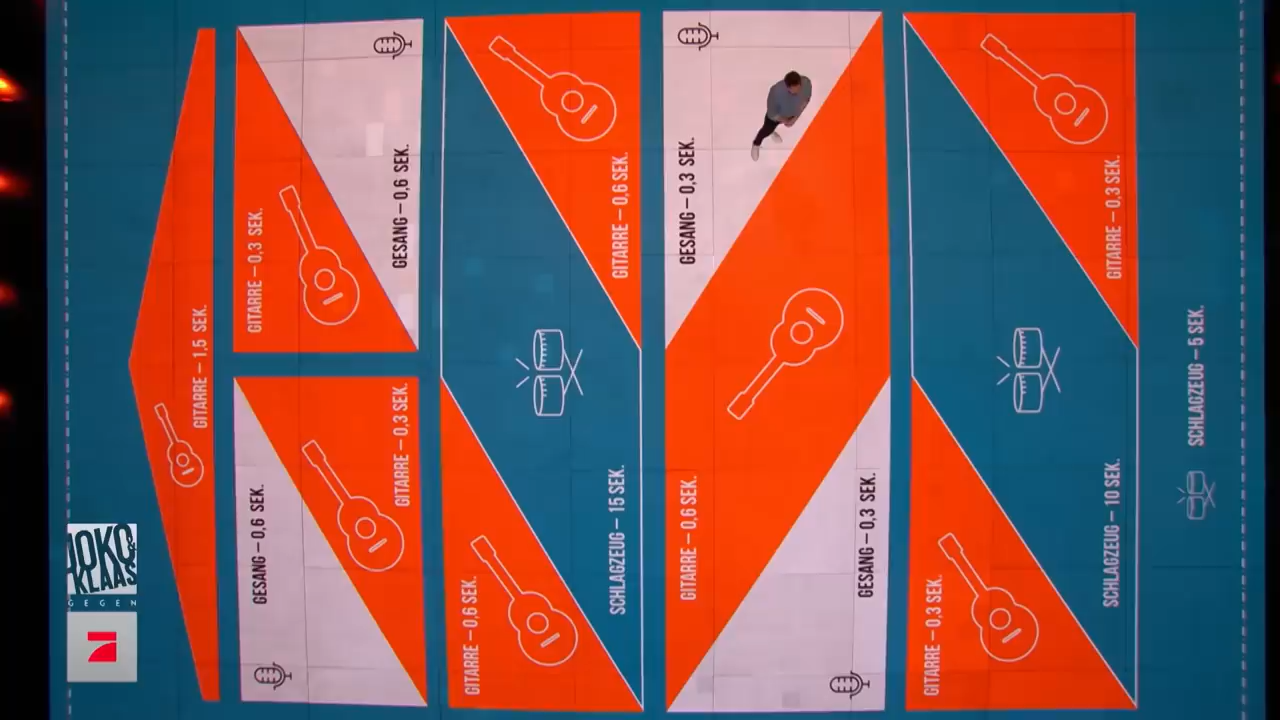 GITARRE – 1,5 SEK.
GITARRE – 0,3 SEK.
GESANG – 0,6 SEK.
GESANG – 0,6 SEK.
GITARRE – 0,3 SEK.
GITARRE – 0,6 SEK.
SCHLAGZEUG – 15 SEK.
GITARRE – 0,6 SEK.
GESANG – 0,3 SEK.
GITARRE – 0,6 SEK.
GESANG – 0,3 SEK.
GITARRE – 0,3 SEK.
SCHLAGZEUG – 10 SEK.
GITARRE – 0,3 SEK.
SCHLAGZEUG – 5 SEK.
JOKO &
KLAAS
GEGEN